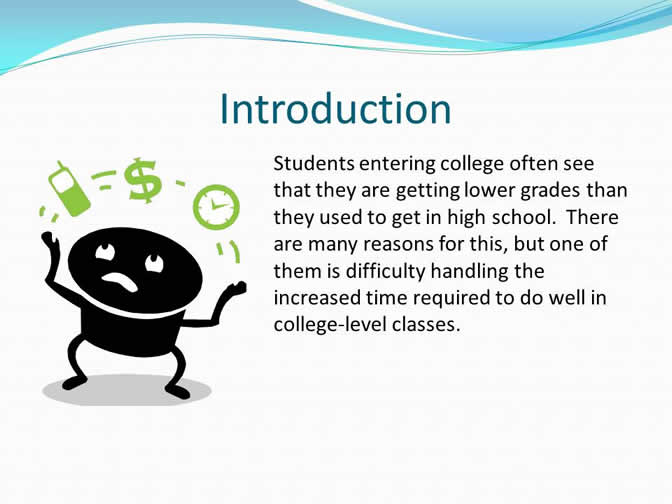 Introduction
Students entering college often see
that they are getting lower grades than
they used to get in high school.  There
are many reasons for this, but one of
them is difficulty handling the
increased time required to do well in
college-level classes.
$